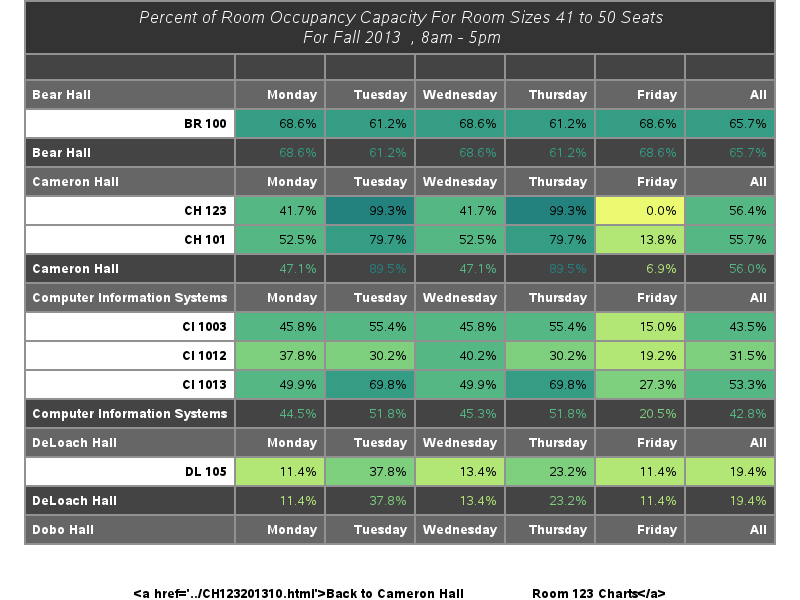 Percent of Room Occupancy Capacity For Room Sizes 41 to 50 Seats
For Fall 2013 , 8am - 5pm
Bear Hall Monday Tuesday Wednesday Thursday Friday All
BR 100 68.6% 61.2% 68.6% 61.2% 68.6% 65.7%
Bear Hall 68.6% 61.2% 68.6% 61.2% 68.6% 65.7%
Cameron Hall Monday Tuesday Wednesday Thursday Friday All
CH 123 41.7% 99.3% 41.7% 99.3% 0.0% 56.4%
CH 101 52.5% 79.7% 52.5% 79.7% 13.8% 55.7%
Cameron Hall 47.1% 89.5% 47.1% 89.5% 6.9% 56.0%
Computer Information Systems Monday Tuesday Wednesday Thursday Friday All
CI 1003 45.8% 55.4% 45.8% 55.4% 15.0% 43.5%
CI 1012 37.8% 30.2% 40.2% 30.2% 19.2% 31.5%
CI 1013 49.9% 69.8% 49.9% 69.8% 27.3% 53.3%
Computer Information Systems 44.5% 51.8% 45.3% 51.8% 20.5% 42.8%
DeLoach Hall Monday Tuesday Wednesday Thursday Friday All
DL 105 11.4% 37.8% 13.4% 23.2% 11.4% 19.4%
DeLoach Hall 11.4% 37.8% 13.4% 23.2% 11.4% 19.4%
Dobo Hall Monday Tuesday Wednesday Thursday Friday All
<a href='../CH123201310.html'>Back to Cameron Hall Room 123 Charts</a>